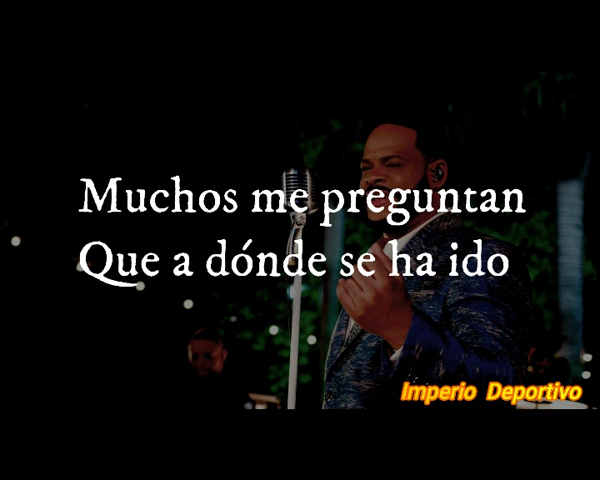 Muchos me preguntan
Que a dónde se ha ido
Imperio Deportivo